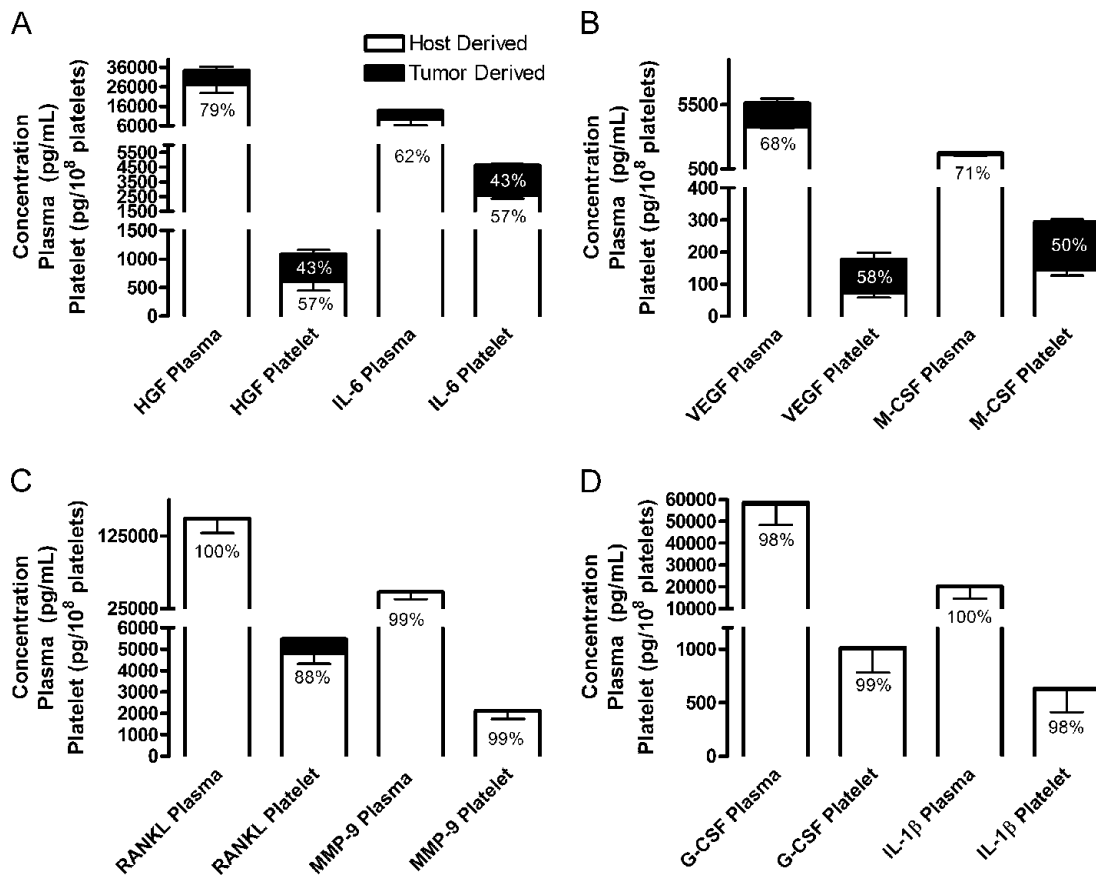 A
Host Derived
Tumor Derived
Concentration
Plasma (pg/mL)
Platelet (pg/10⁸ platelets)
36000
26000
16000
6000
5500
4500
3500
2500
1500
1500
1000
500
0
79%
43%
57%
62%
43%
57%
HGF Plasma
HGF Platelet
IL-6 Plasma
IL-6 Platelet
B
Concentration
Plasma (pg/mL)
Platelet (pg/10⁸ platelets)
5500
500
400
300
200
100
0
68%
58%
71%
50%
VEGF Plasma
VEGF Platelet
M-CSF Plasma
M-CSF Platelet
C
Concentration
Plasma (pg/mL)
Platelet (pg/10⁸ platelets)
125000
25000
6000
5000
4000
3000
2000
1000
0
100%
88%
99%
99%
RANKL Plasma
RANKL Platelet
MMP-9 Plasma
MMP-9 Platelet
D
Concentration
Plasma (pg/mL)
Platelet (pg/10⁸ platelets)
60000
50000
40000
30000
20000
10000
1000
500
0
98%
99%
100%
98%
G-CSF Plasma
G-CSF Platelet
IL-1β Plasma
IL-1β Platelet